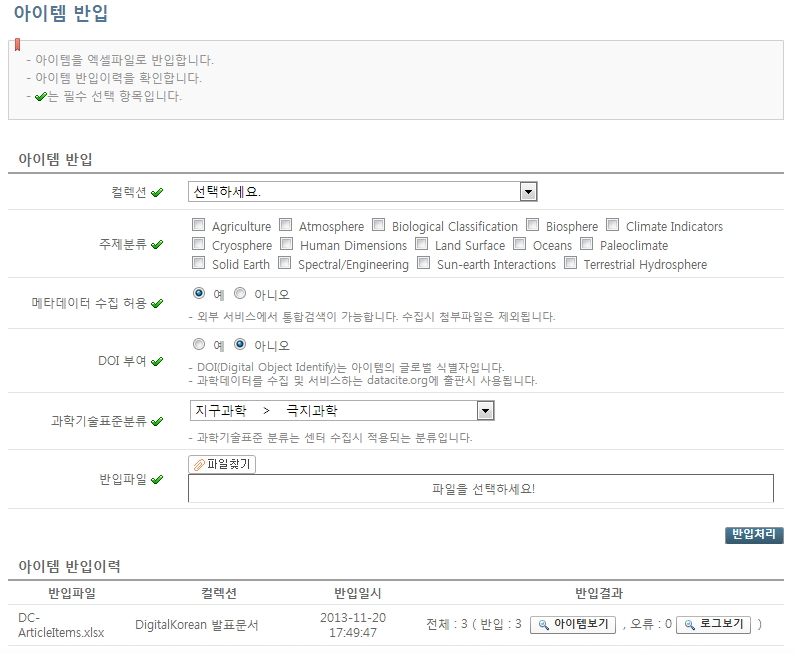 아이템 반입
- 아이템을 엑셀파일로 반입합니다.
- 아이템 반입이력을 확인합니다.
- ✔는 필수 선택 항목입니다.
아이템 반입
컬렉션 ✔ 선택하세요.
주제분류 ✔
Agriculture Atmosphere Biological Classification Biosphere Climate Indicators
Cryosphere Human Dimensions Land Surface Oceans Paleoclimate
Solid Earth Spectral/Engineering Sun-earth Interactions Terrestrial Hydrosphere
메타데이터 수집 허용 ✔ 예 아니오
- 외부 서비스에서 통합검색이 가능합니다. 수집시 첨부파일은 제외됩니다.
DOI 부여 ✔ 예 아니오
- DOI(Digital Object Identify)는 아이템의 글로벌 식별자입니다.
- 과학데이터를 수집 및 서비스하는 datacite.org에 출판시 사용됩니다.
과학기술표준분류 ✔ 지구과학 > 극지과학
- 과학기술표준 분류는 센터 수집시 적용되는 분류입니다.
반입파일 ✔ 파일찾기
파일을 선택하세요!
반입처리
아이템 반입이력
반입파일 컬렉션 반입일시 반입결과
DC-ArticleItems.xlsx DigitalKorean 발표문서 2013-11-20 17:49:47 전체 : 3 ( 반입 : 3 아이템보기 , 오류 : 0 로그보기 )